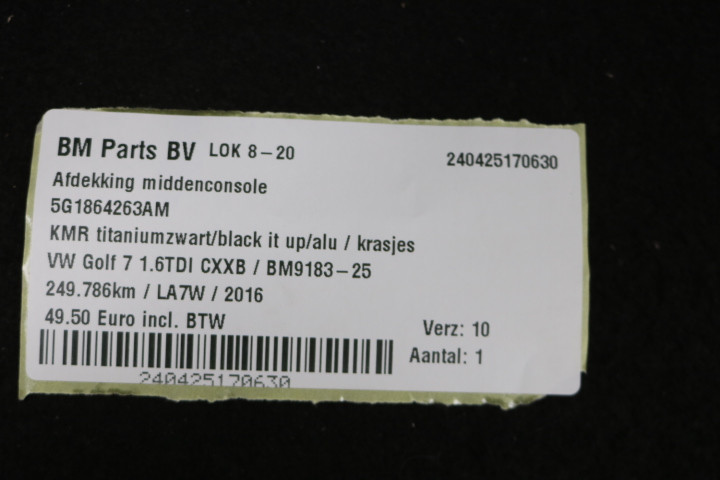 BM Parts BV LOK 8-20 240425170630
Afdekking middenconsole
5G1864263AM
KMR titaniumzwart/black it up/alu / krasjes
VW Golf 7 1.6TDI CXXB / BM9183-25
249.786km / LA7W / 2016
49.50 Euro incl. BTW
Verz: 10
Aantal: 1
240425170630